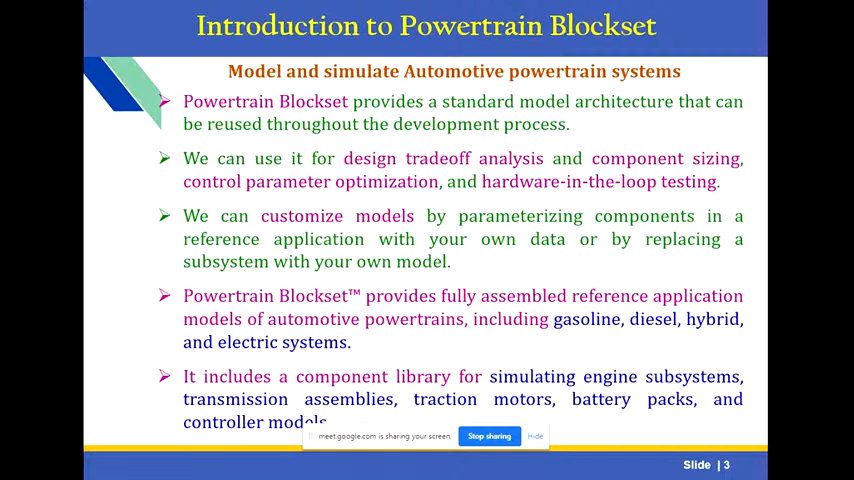 Introduction to Powertrain Blockset
Model and simulate Automotive powertrain systems
Powertrain Blockset provides a standard model architecture that can
be reused throughout the development process.
We can use it for design tradeoff analysis and component sizing,
control parameter optimization, and hardware-in-the-loop testing.
We can customize models by parameterizing components in a
reference application with your own data or by replacing a
subsystem with your own model.
Powertrain Blockset™ provides fully assembled reference application
models of automotive powertrains, including gasoline, diesel, hybrid,
and electric systems.
It includes a component library for simulating engine subsystems,
transmission assemblies, traction motors, battery packs, and
controller models.
meet.google.com is sharing your screen. Stop sharing Hide
Slide | 3